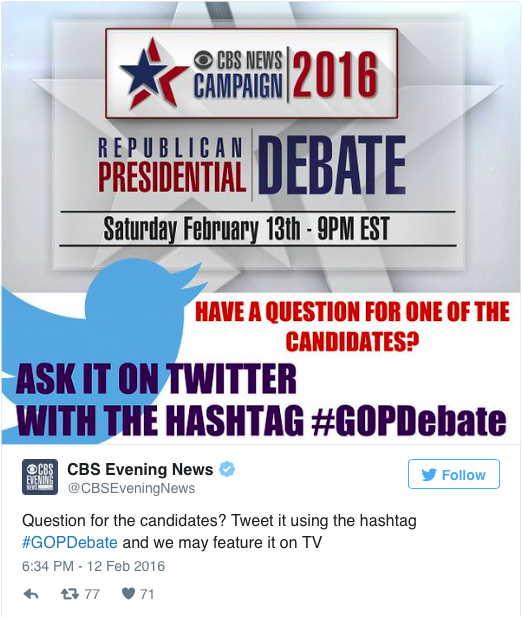 CBS NEWS
CAMPAIGN 2016
REPUBLICAN
PRESIDENTIAL DEBATE
Saturday February 13th - 9PM EST
HAVE A QUESTION FOR ONE OF THE
CANDIDATES?
ASK IT ON TWITTER
WITH THE HASHTAG #GOPDebate
CBS
EVENING
NEWS
CBS Evening News
@CBSEveningNews
Follow
Question for the candidates? Tweet it using the hashtag
#GOPDebate and we may feature it on TV
6:34 PM - 12 Feb 2016
77 71